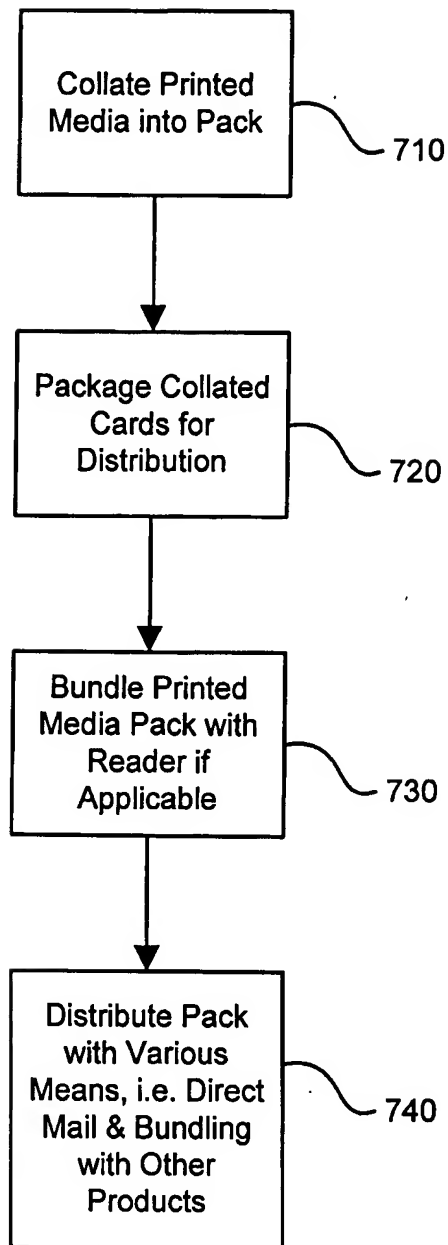 Collate Printed
Media into Pack
710
Package Collated
Cards for
Distribution
720
Bundle Printed
Media Pack with
Reader if
Applicable
730
Distribute Pack
with Various
Means, i.e. Direct
Mail & Bundling
with Other
Products
740